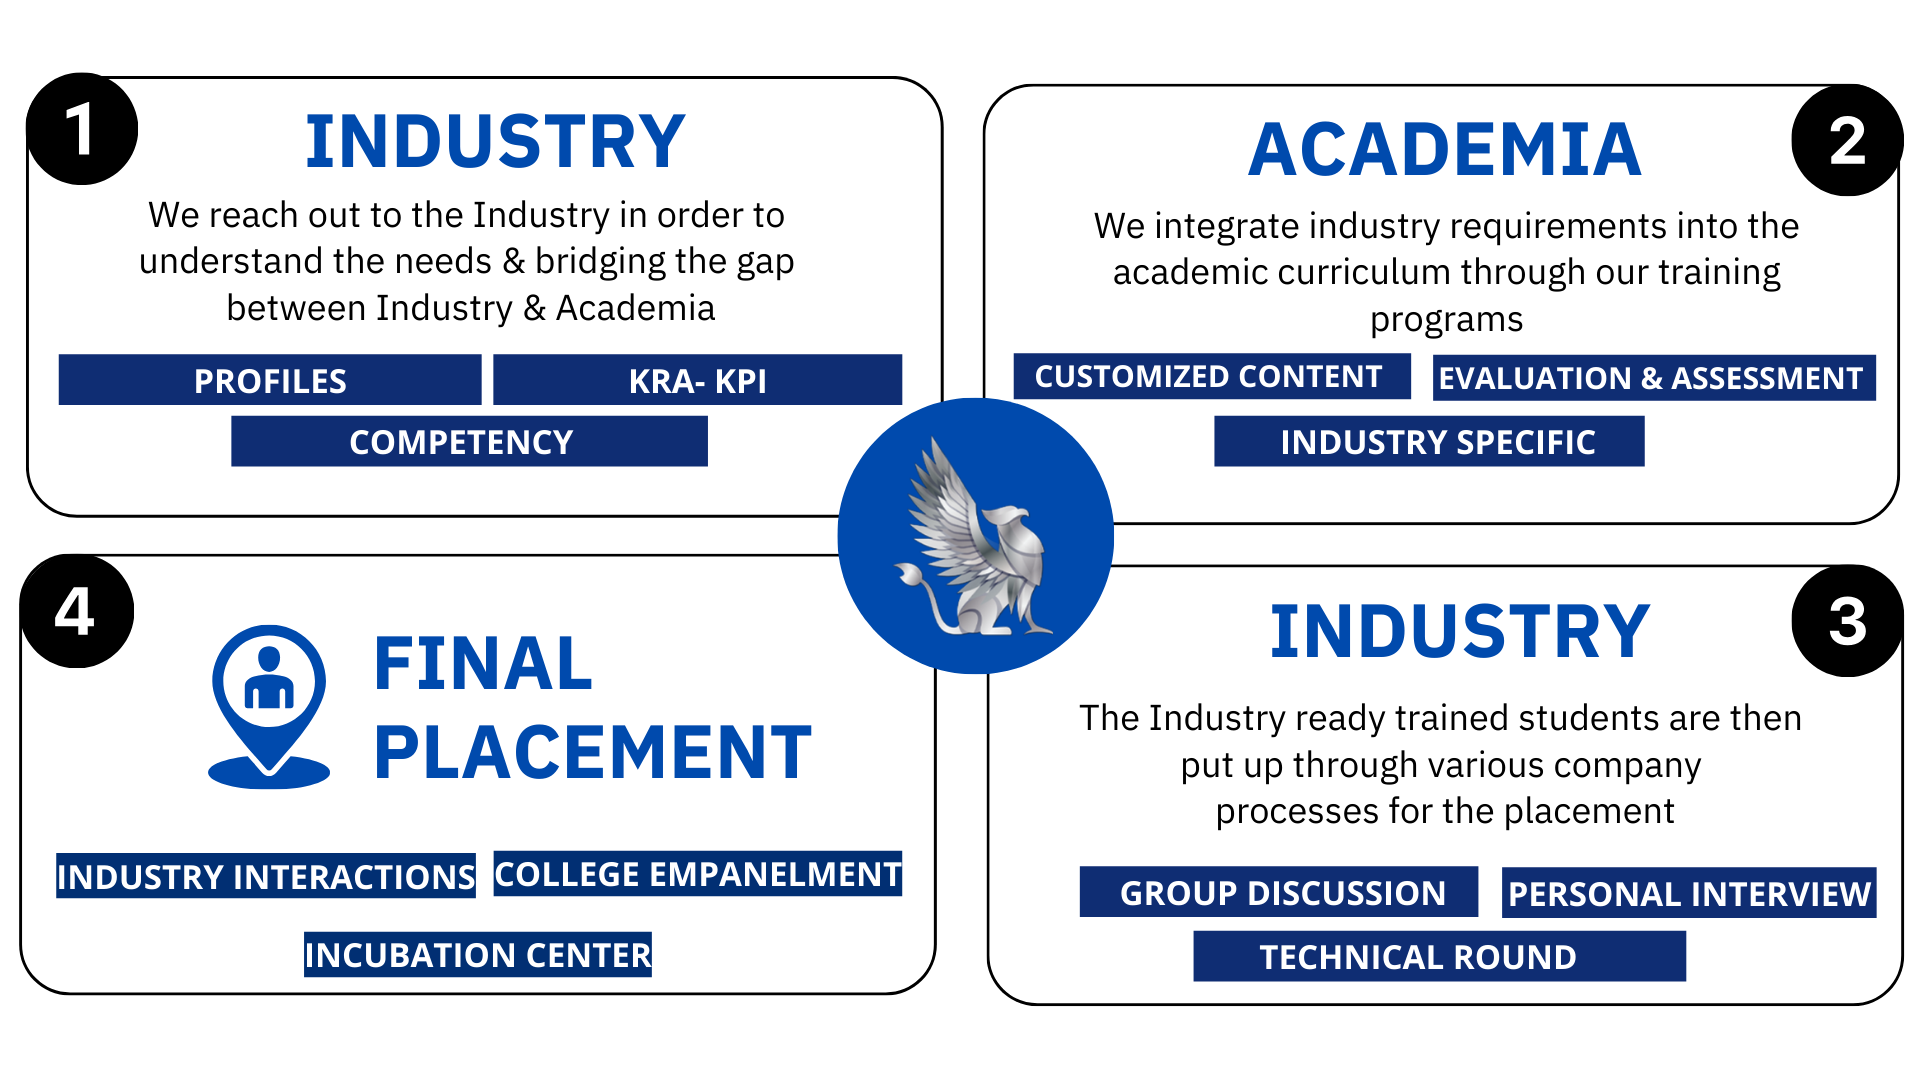 1
INDUSTRY
We reach out to the Industry in order to
understand the needs & bridging the gap
between Industry & Academia
PROFILES
KRA- KPI
COMPETENCY
2
ACADEMIA
We integrate industry requirements into the
academic curriculum through our training
programs
CUSTOMIZED CONTENT
EVALUATION & ASSESSMENT
INDUSTRY SPECIFIC
3
INDUSTRY
The Industry ready trained students are then
put up through various company
processes for the placement
GROUP DISCUSSION
PERSONAL INTERVIEW
TECHNICAL ROUND
4
FINAL
PLACEMENT
INDUSTRY INTERACTIONS
COLLEGE EMPANELMENT
INCUBATION CENTER